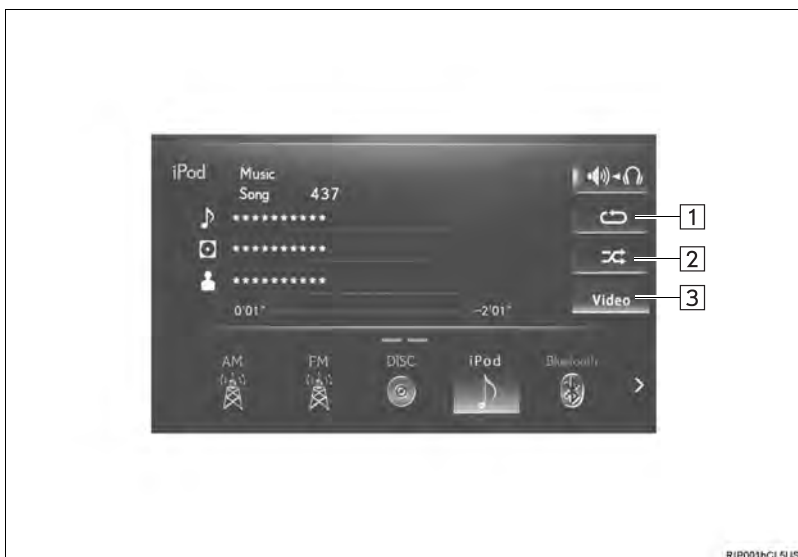 iPod
Music
Song 437
**********
**********
**********
0'01" -2'01"
1
2
Video
3
AM FM DISC iPod Bluetooth